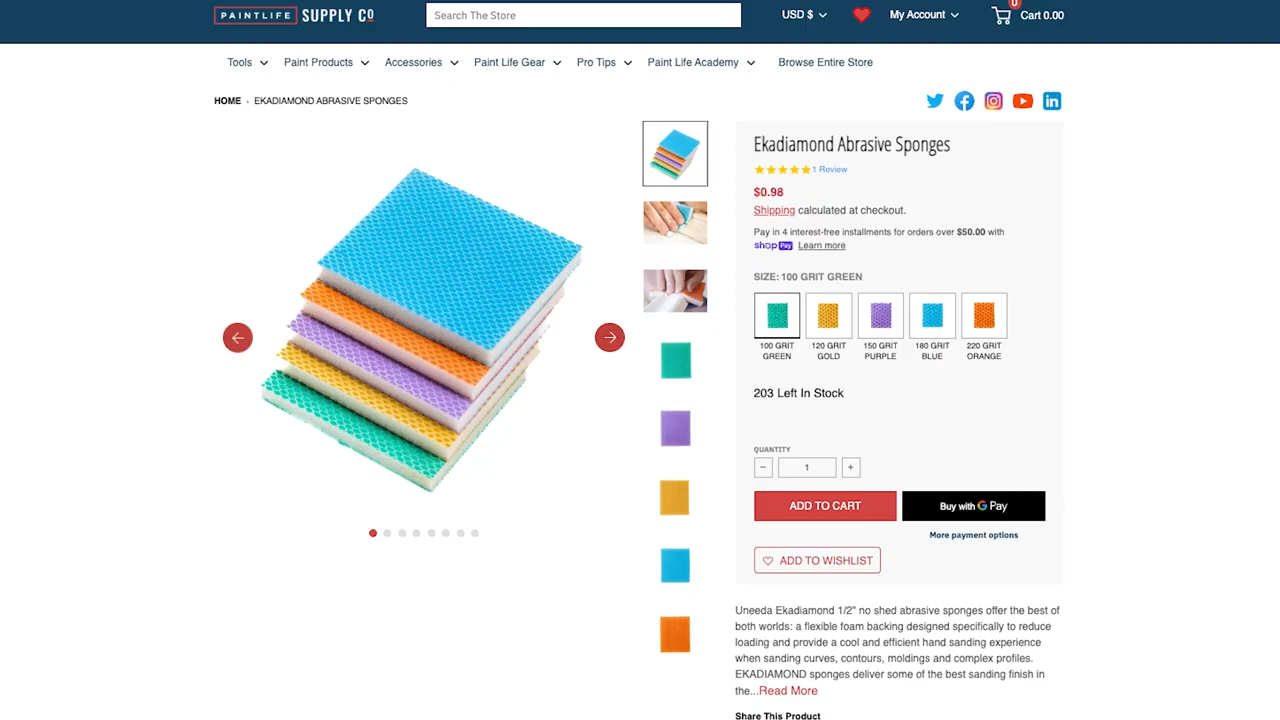 PAINTLIFE SUPPLY CO
Search The Store
USD $
My Account
0
Cart 0.00
Tools
Paint Products
Accessories
Paint Life Gear
Pro Tips
Paint Life Academy
Browse Entire Store
HOME › EKADIAMOND ABRASIVE SPONGES
Ekadiamond Abrasive Sponges
1 Review
$0.98
Shipping calculated at checkout.
Pay in 4 interest-free installments for orders over $50.00 with
shop Pay Learn more
SIZE: 100 GRIT GREEN
100 GRIT GREEN
120 GRIT GOLD
150 GRIT PURPLE
180 GRIT BLUE
220 GRIT ORANGE
203 Left In Stock
QUANTITY
− 1 +
ADD TO CART
Buy with G Pay
More payment options
ADD TO WISHLIST
Uneeda Ekadiamond 1/2" no shed abrasive sponges offer the best of
both worlds: a flexible foam backing designed specifically to reduce
loading and provide a cool and efficient hand sanding experience
when sanding curves, contours, moldings and complex profiles.
EKADIAMOND sponges deliver some of the best sanding finish in
the...Read More
Share This Product